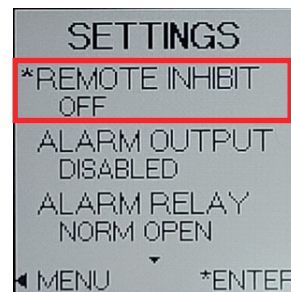 SETTINGS
*REMOTE INHIBIT
OFF
ALARM OUTPUT
DISABLED
ALARM RELAY
NORM OPEN
MENU *ENTER